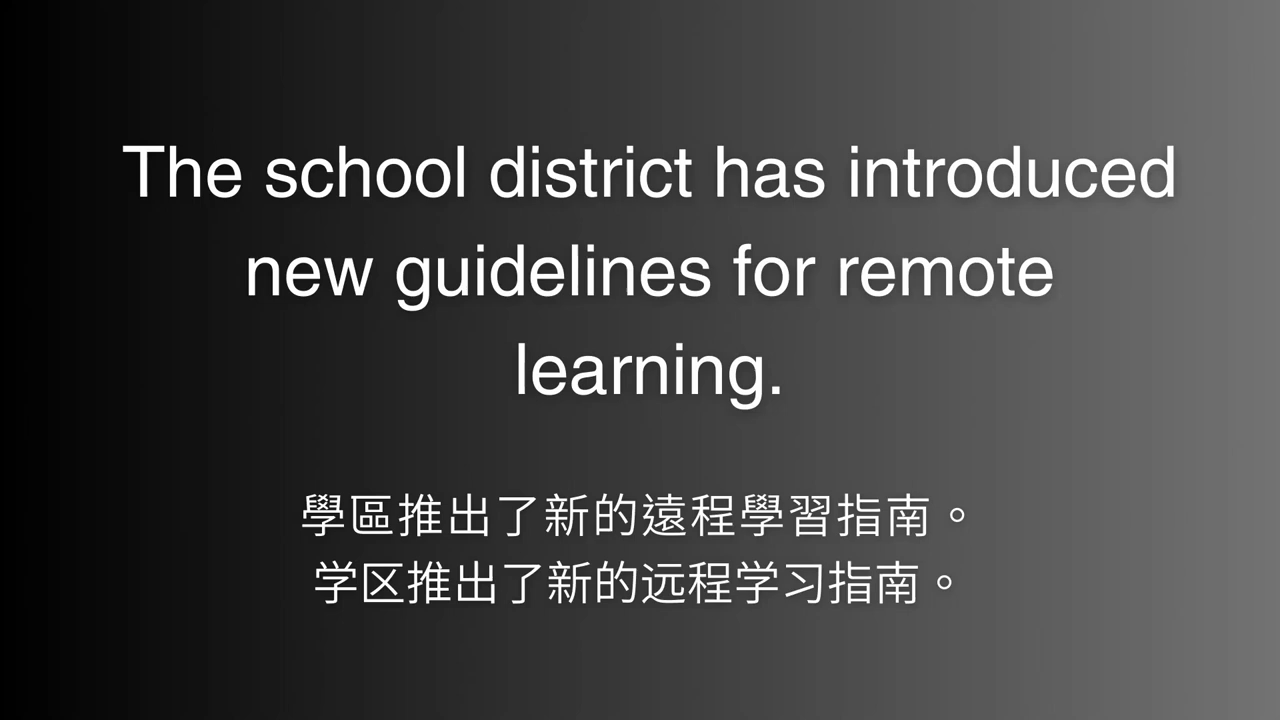 The school district has introduced
new guidelines for remote
learning.
學區推出了新的遠程學習指南。
学区推出了新的远程学习指南。